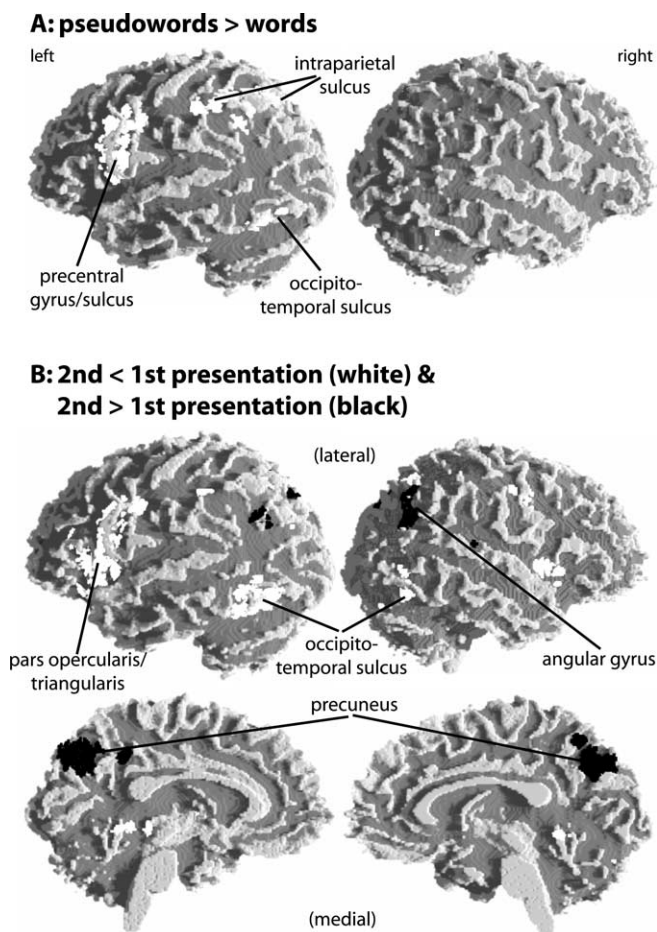 A: pseudowords > words
left
intraparietal
sulcus
right
precentral
gyrus/sulcus
occipito-
temporal sulcus
B: 2nd < 1st presentation (white) &
2nd > 1st presentation (black)
(lateral)
pars opercularis/
triangularis
occipito-
temporal sulcus
angular gyrus
precuneus
(medial)